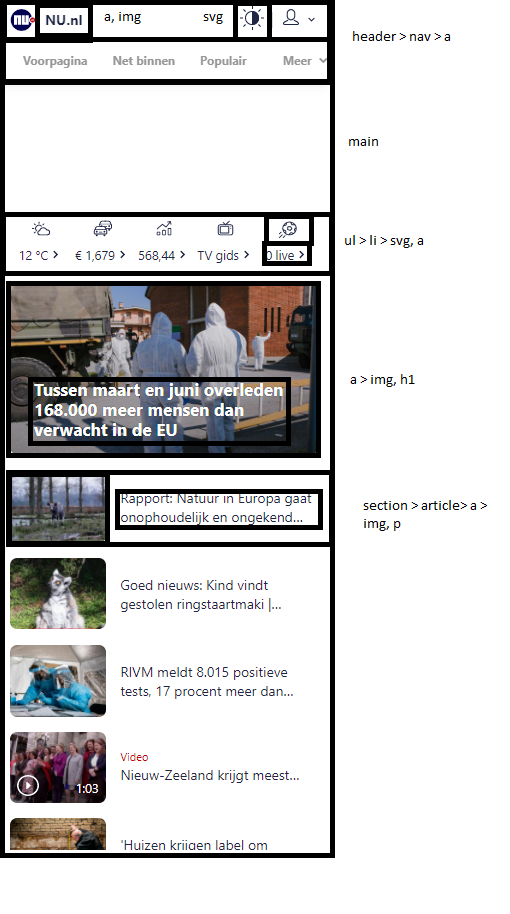 NU NU.nl a, img svg
header > nav > a
Voorpagina Net binnen Populair Meer
main
ul > li > svg, a
12 °C € 1,679 568,44 TV gids 0 live
a > img, h1
Tussen maart en juni overleden
168.000 meer mensen dan
verwacht in de EU
section > article> a >
img, p
Rapport: Natuur in Europa gaat
onophoudelijk en ongekend...
Goed nieuws: Kind vindt
gestolen ringstaartmaki |...
RIVM meldt 8.015 positieve
tests, 17 procent meer dan...
Video
Nieuw-Zeeland krijgt meest...
1:03
'Huizen krijgen label om